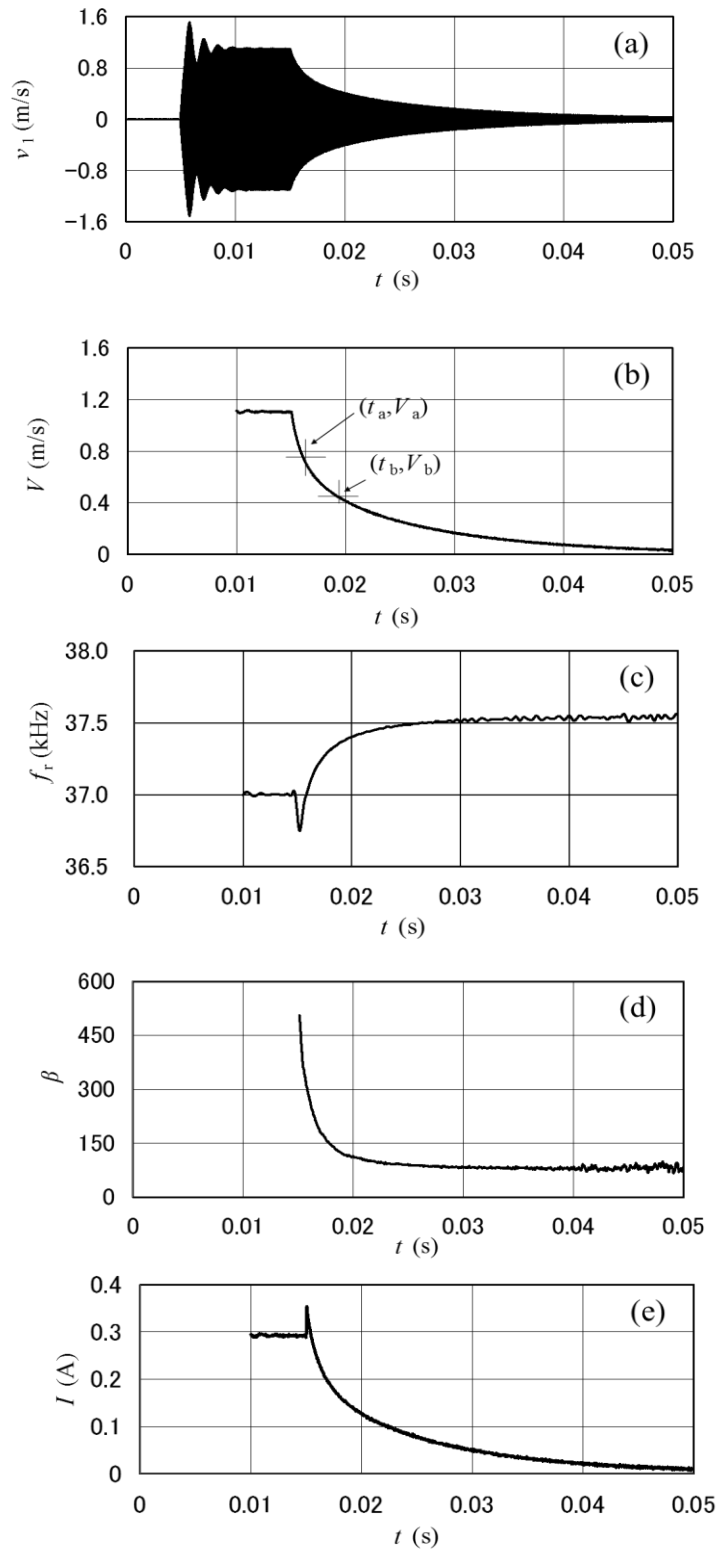 1.6
(a)
0.8
v1 (m/s)
0
-0.8
-1.6
0 0.01 0.02 0.03 0.04 0.05
t (s)
1.6
(b)
1.2
(ta,Va)
V (m/s)
0.8
(tb,Vb)
0.4
0
0 0.01 0.02 0.03 0.04 0.05
t (s)
38.0
(c)
37.5
fr (kHz)
37.0
36.5
0 0.01 0.02 0.03 0.04 0.05
t (s)
600
(d)
450
β
300
150
0
0 0.01 0.02 0.03 0.04 0.05
t (s)
0.4
(e)
0.3
I (A)
0.2
0.1
0
0 0.01 0.02 0.03 0.04 0.05
t (s)